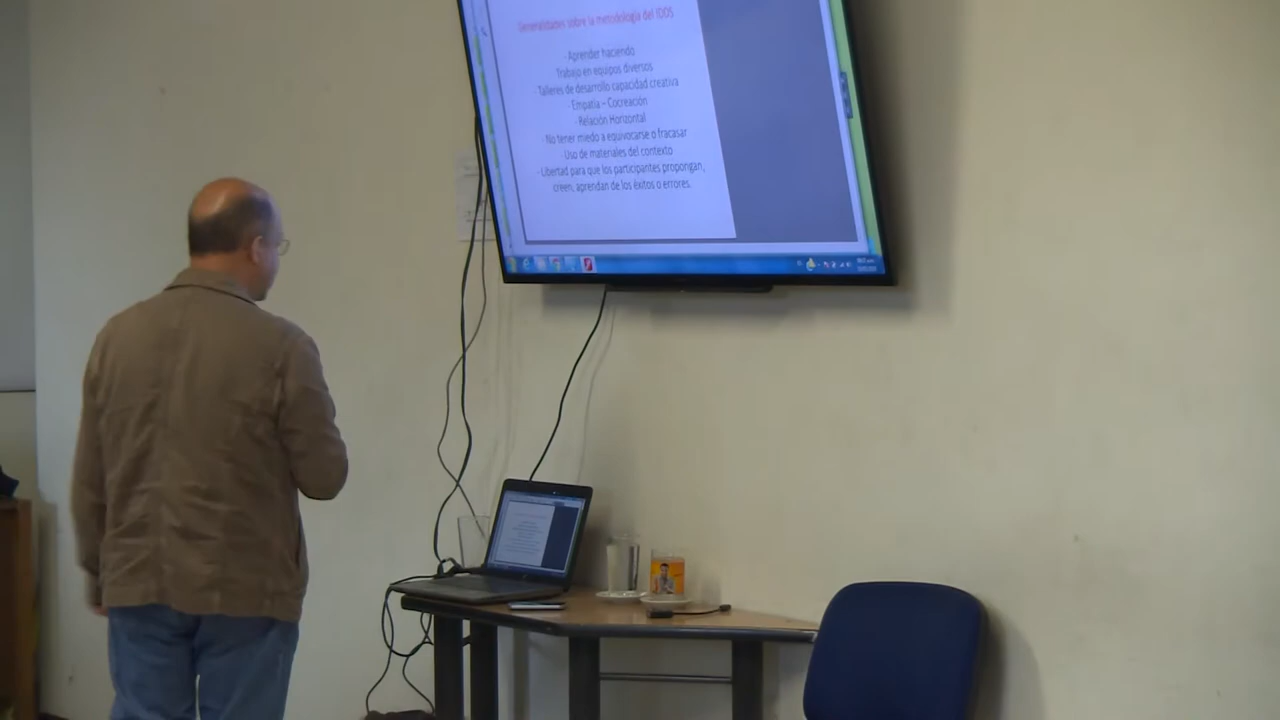 Generalidades sobre la metodología del IDDS
- Aprender haciendo
Trabajo en equipos diversos
- Talleres de desarrollo capacidad creativa
- Empatía – Cocreación
- Relación Horizontal
- No tener miedo a equivocarse o fracasar
- Uso de materiales del contexto
- Libertad para que los participantes propongan,
creen, aprendan de los éxitos o errores.